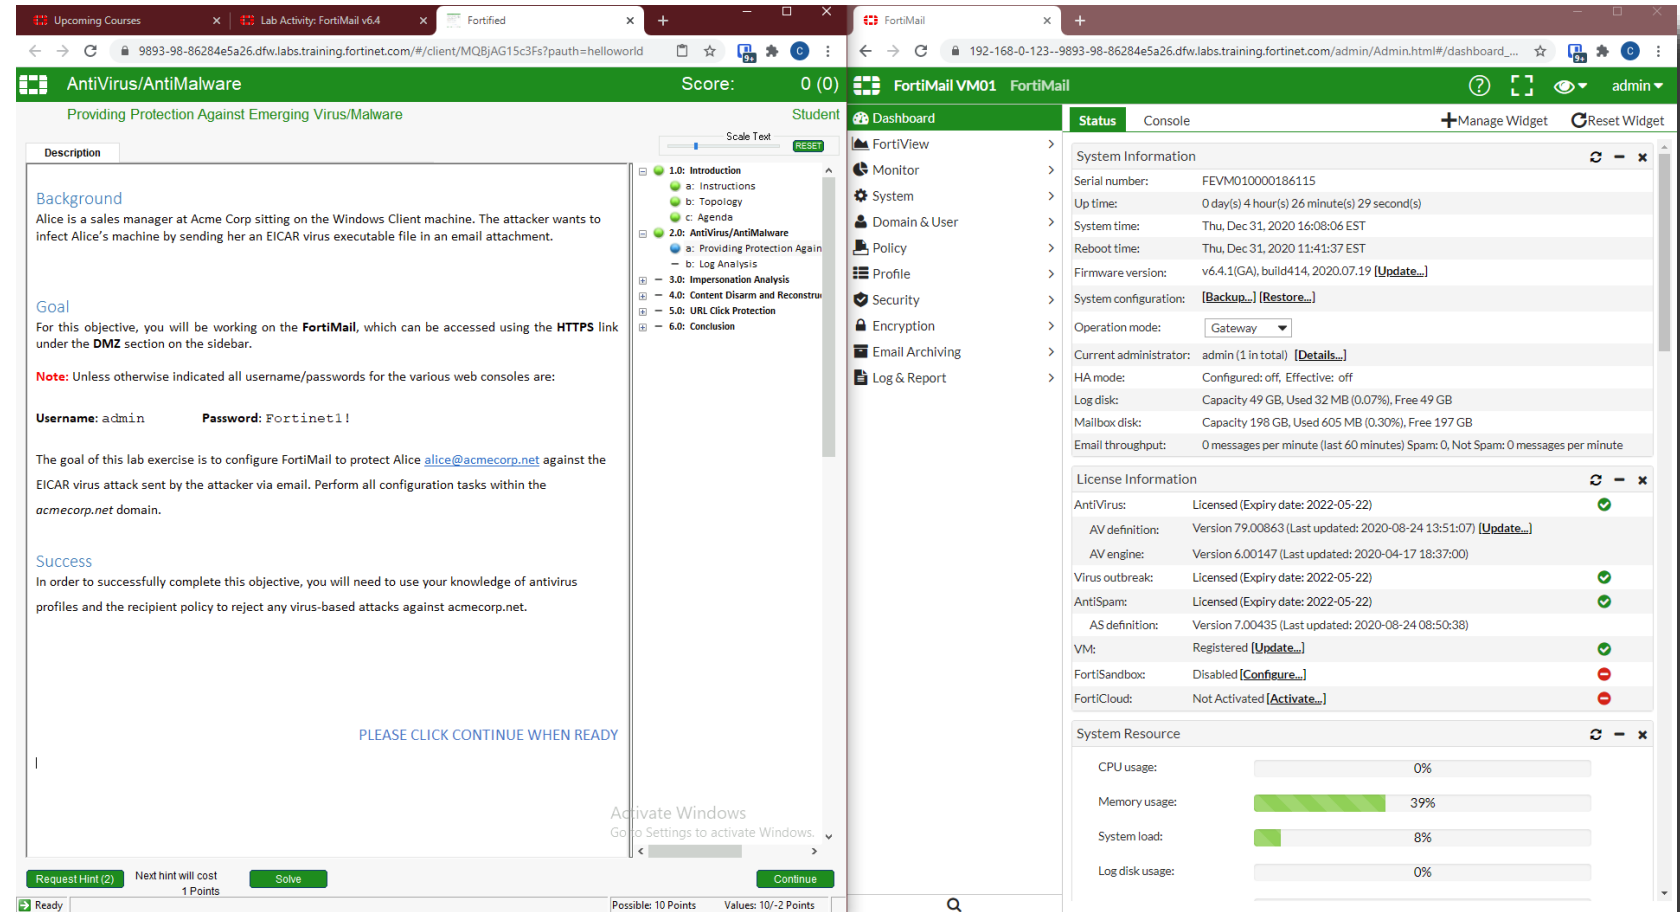 Upcoming Courses
Lab Activity: FortiMail v6.4
Fortified
9893-98-86284e5a26.dfw.labs.training.fortinet.com/#/client/MQBjAG15c3Fs?pauth=helloworld
9+
C
AntiVirus/AntiMalware
Score: 0 (0)
Providing Protection Against Emerging Virus/Malware
Student
Scale Text
RESET
Description
Background
Alice is a sales manager at Acme Corp sitting on the Windows Client machine. The attacker wants to
infect Alice's machine by sending her an EICAR virus executable file in an email attachment.
Goal
For this objective, you will be working on the FortiMail, which can be accessed using the HTTPS link
under the DMZ section on the sidebar.
Note: Unless otherwise indicated all username/passwords for the various web consoles are:
Username: admin Password: Fortinet1!
The goal of this lab exercise is to configure FortiMail to protect Alice alice@acmecorp.net against the
EICAR virus attack sent by the attacker via email. Perform all configuration tasks within the
acmecorp.net domain.
Success
In order to successfully complete this objective, you will need to use your knowledge of antivirus
profiles and the recipient policy to reject any virus-based attacks against acmecorp.net.
PLEASE CLICK CONTINUE WHEN READY
1.0: Introduction
a: Instructions
b: Topology
c: Agenda
2.0: AntiVirus/AntiMalware
a: Providing Protection Again
b: Log Analysis
3.0: Impersonation Analysis
4.0: Content Disarm and Reconstru
5.0: URL Click Protection
6.0: Conclusion
Activate Windows
Go to Settings to activate Windows.
Request Hint (2)
Next hint will cost
1 Points
Solve
Continue
Ready
Possible: 10 Points Values: 10/-2 Points
FortiMail
192-168-0-123--9893-98-86284e5a26.dfw.labs.training.fortinet.com/admin/Admin.html#/dashboard_...
9+
C
FortiMail VM01 FortiMail
admin
Dashboard
FortiView
Monitor
System
Domain & User
Policy
Profile
Security
Encryption
Email Archiving
Log & Report
Status
Console
Manage Widget
Reset Widget
System Information
Serial number: FEVM010000186115
Up time: 0 day(s) 4 hour(s) 26 minute(s) 29 second(s)
System time: Thu, Dec 31, 2020 16:08:06 EST
Reboot time: Thu, Dec 31, 2020 11:41:37 EST
Firmware version: v6.4.1(GA), build414, 2020.07.19 [Update...]
System configuration: [Backup...] [Restore...]
Operation mode: Gateway
Current administrator: admin (1 in total) [Details...]
HA mode: Configured: off, Effective: off
Log disk: Capacity 49 GB, Used 32 MB (0.07%), Free 49 GB
Mailbox disk: Capacity 198 GB, Used 605 MB (0.30%), Free 197 GB
Email throughput: 0 messages per minute (last 60 minutes) Spam: 0, Not Spam: 0 messages per minute
License Information
AntiVirus: Licensed (Expiry date: 2022-05-22)
AV definition: Version 79.00863 (Last updated: 2020-08-24 13:51:07) [Update...]
AV engine: Version 6.00147 (Last updated: 2020-04-17 18:37:00)
Virus outbreak: Licensed (Expiry date: 2022-05-22)
AntiSpam: Licensed (Expiry date: 2022-05-22)
AS definition: Version 7.00435 (Last updated: 2020-08-24 08:50:38)
VM: Registered [Update...]
FortiSandbox: Disabled [Configure...]
FortiCloud: Not Activated [Activate...]
System Resource
CPU usage: 0%
Memory usage: 39%
System load: 8%
Log disk usage: 0%